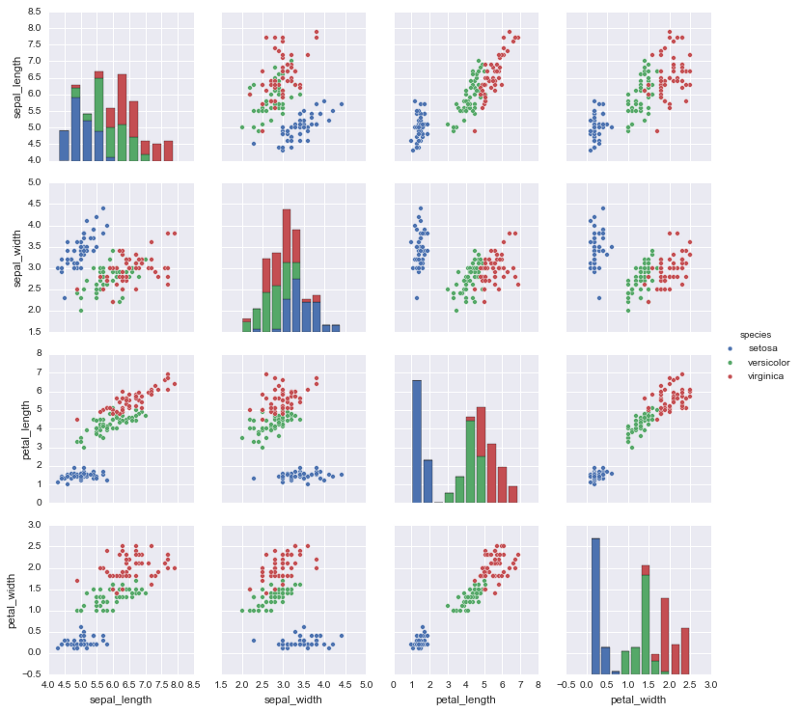 8.5
8.0
7.5
7.0
6.5
6.0
5.5
5.0
4.5
4.0
sepal_length
5.0
4.5
4.0
3.5
3.0
2.5
2.0
1.5
sepal_width
species
setosa
versicolor
virginica
8
7
6
5
4
3
2
1
0
petal_length
3.0
2.5
2.0
1.5
1.0
0.5
0.0
-0.5
petal_width
4.0 4.5 5.0 5.5 6.0 6.5 7.0 7.5 8.0 8.5
1.5 2.0 2.5 3.0 3.5 4.0 4.5 5.0
0 1 2 3 4 5 6 7 8
-0.5 0.0 0.5 1.0 1.5 2.0 2.5 3.0
sepal_length
sepal_width
petal_length
petal_width